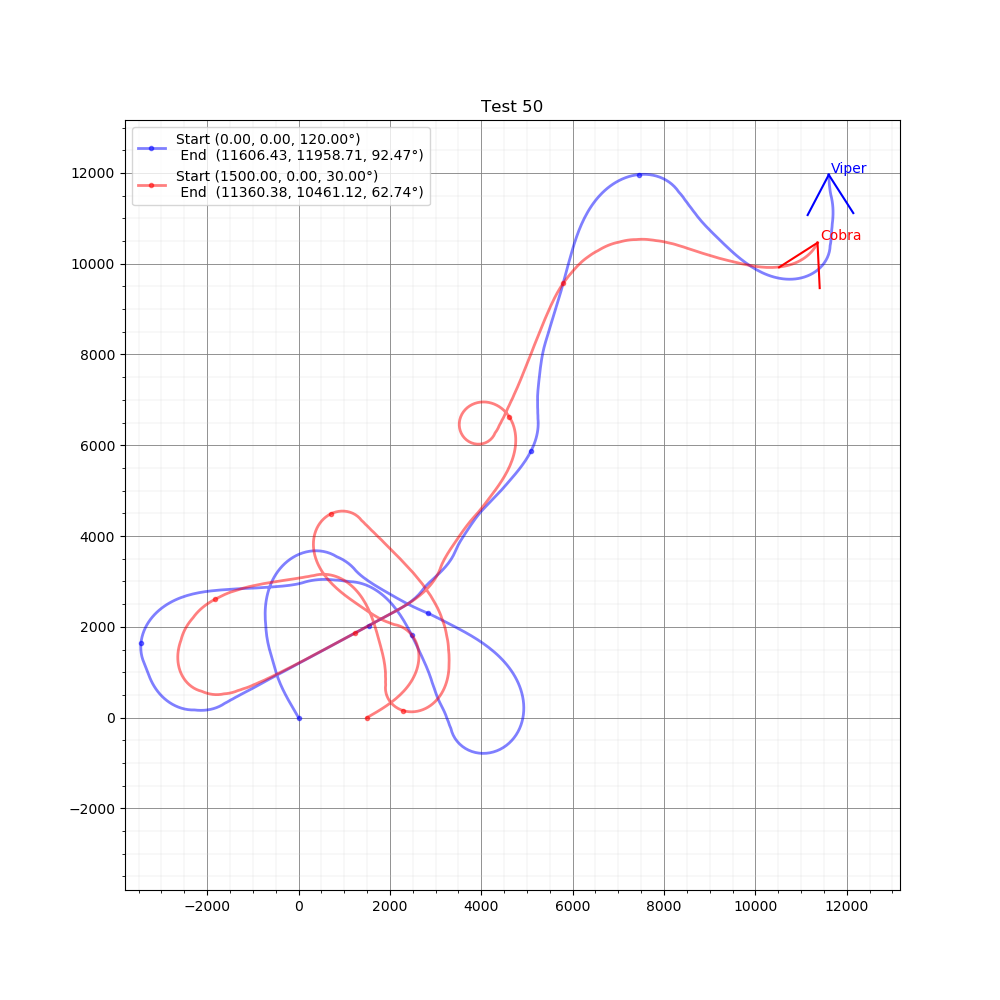 Test 50
Start (0.00, 0.00, 120.00°)
End (11606.43, 11958.71, 92.47°)
Start (1500.00, 0.00, 30.00°)
End (11360.38, 10461.12, 62.74°)
Viper
Cobra
12000
10000
8000
6000
4000
2000
0
−2000
−2000 0 2000 4000 6000 8000 10000 12000